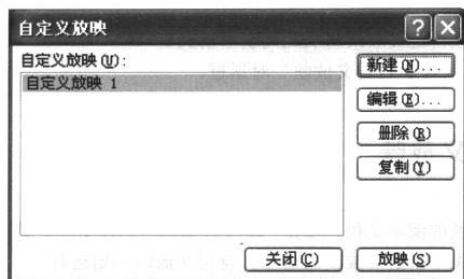 自定义放映
自定义放映(U):
自定义放映 1
新建(N)...
编辑(E)...
删除(R)
复制(Y)
关闭(C)
放映(S)